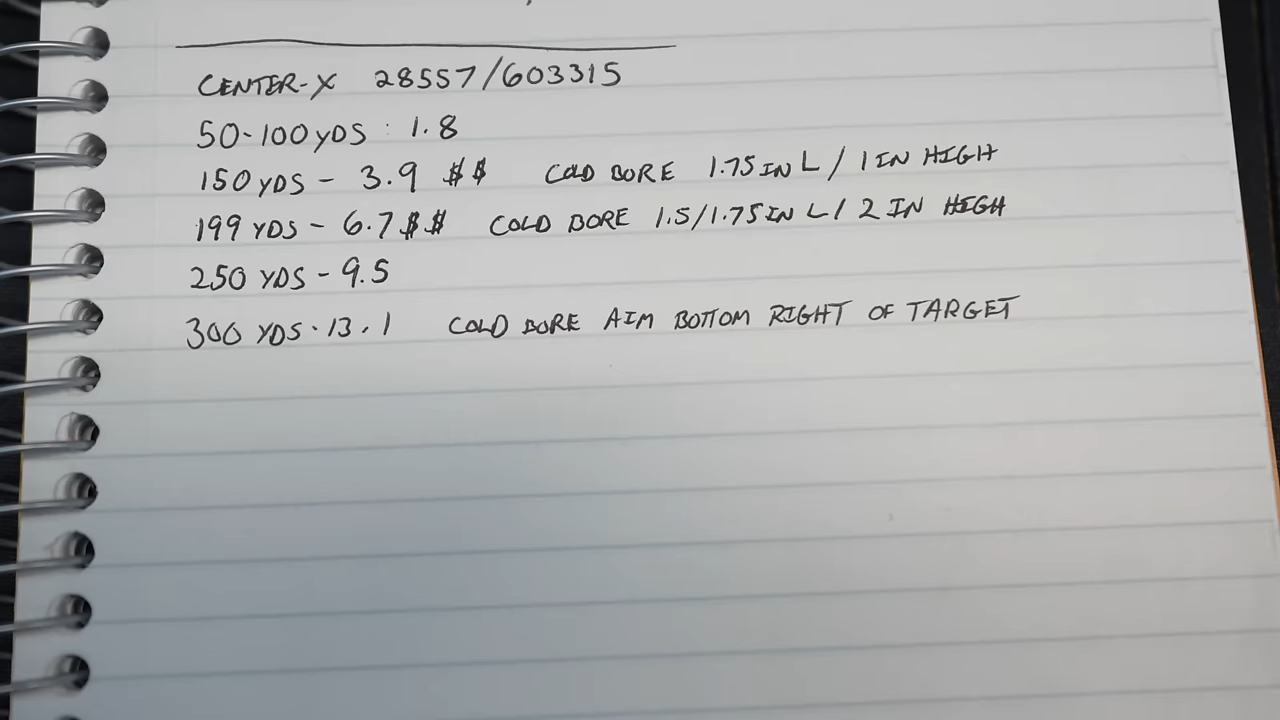 CENTER-X 28557/603315
50-100 YDS : 1.8
150 YDS - 3.9 $$ COLD BORE 1.75 IN L / 1 IN HIGH
199 YDS - 6.7 $$ COLD BORE 1.5/1.75 IN L / 2 IN HIGH
250 YDS - 9.5
300 YDS - 13.1 COLD BORE AIM BOTTOM RIGHT OF TARGET